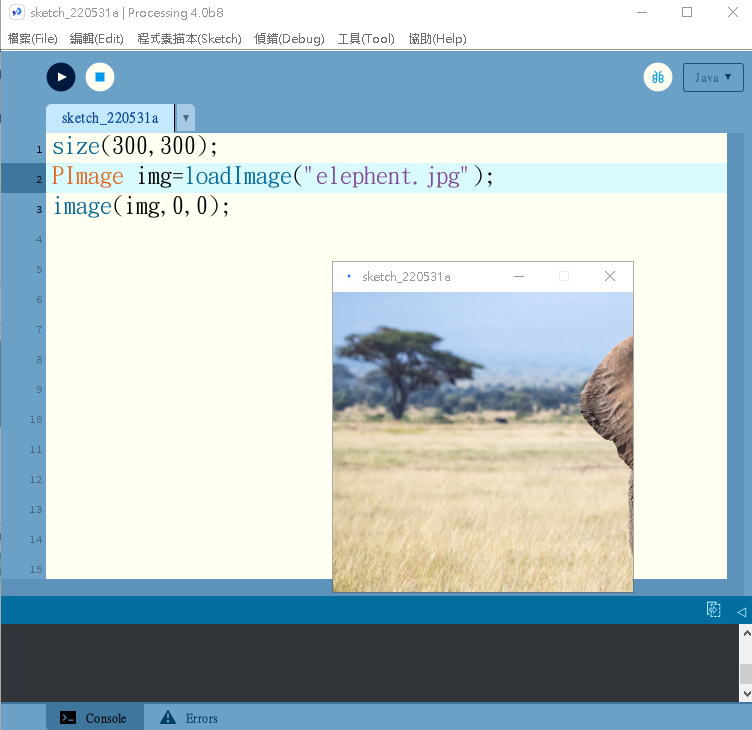 sketch_220531a | Processing 4.0b8
檔案(File) 編輯(Edit) 程式素描本(Sketch) 偵錯(Debug) 工具(Tool) 協助(Help)
Java ▼
sketch_220531a ▼
1 size(300,300);
2 PImage img=loadImage("elephent.jpg");
3 image(img,0,0);
4
5
6
7
8
9
10
11
12
13
14
15
sketch_220531a
Console Errors